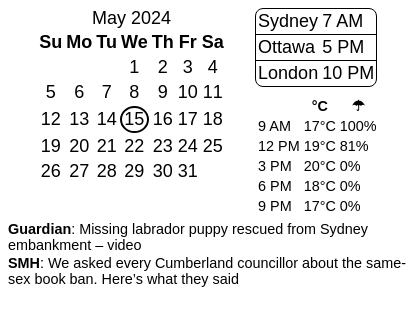 May 2024
Su Mo Tu We Th Fr Sa
1 2 3 4
5 6 7 8 9 10 11
12 13 14 15 16 17 18
19 20 21 22 23 24 25
26 27 28 29 30 31
Sydney 7 AM
Ottawa 5 PM
London 10 PM
°C ☂
9 AM 17°C 100%
12 PM 19°C 81%
3 PM 20°C 0%
6 PM 18°C 0%
9 PM 17°C 0%
Guardian: Missing labrador puppy rescued from Sydney
embankment – video
SMH: We asked every Cumberland councillor about the same-
sex book ban. Here’s what they said